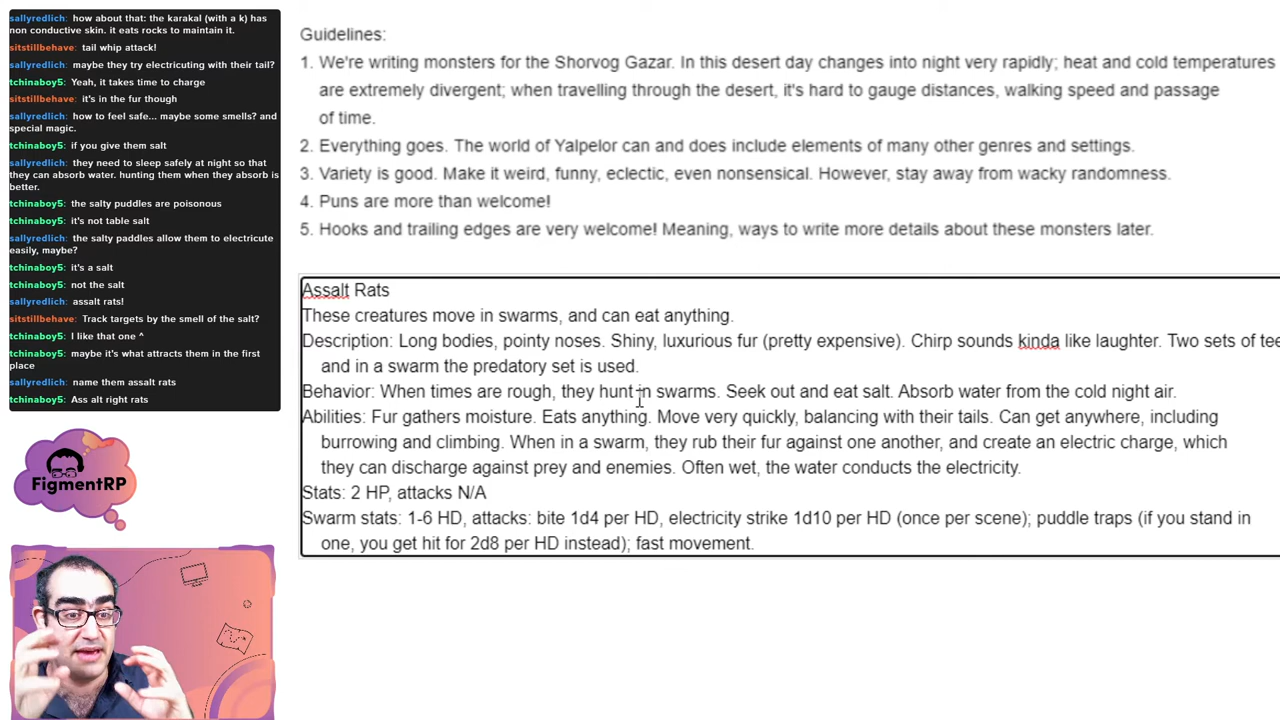 sallyredlich: how about that: the karakal (with a k) has
non conductive skin. it eats rocks to maintain it.
sitstillbehave: tail whip attack!
sallyredlich: maybe they try electricuting with their tail?
tchinaboy5: Yeah, it takes time to charge
sitstillbehave: it's in the fur though
sallyredlich: how to feel safe... maybe some smells? and
special magic.
tchinaboy5: if you give them salt
sallyredlich: they need to sleep safely at night so that
they can absorb water. hunting them when they absorb is
better.
tchinaboy5: the salty puddles are poisonous
tchinaboy5: it's not table salt
sallyredlich: the salty paddles allow them to electricute
easily, maybe?
tchinaboy5: it's a salt
tchinaboy5: not the salt
sallyredlich: assalt rats!
sitstillbehave: Track targets by the smell of the salt?
tchinaboy5: I like that one ^
tchinaboy5: maybe it's what attracts them in the first
place
sallyredlich: name them assalt rats
tchinaboy5: Ass alt right rats
FigmentRP
Guidelines:
1. We're writing monsters for the Shorvog Gazar. In this desert day changes into night very rapidly; heat and cold temperatures
are extremely divergent; when travelling through the desert, it's hard to gauge distances, walking speed and passage
of time.
2. Everything goes. The world of Yalpelor can and does include elements of many other genres and settings.
3. Variety is good. Make it weird, funny, eclectic, even nonsensical. However, stay away from wacky randomness.
4. Puns are more than welcome!
5. Hooks and trailing edges are very welcome! Meaning, ways to write more details about these monsters later.
Assalt Rats
These creatures move in swarms, and can eat anything.
Description: Long bodies, pointy noses. Shiny, luxurious fur (pretty expensive). Chirp sounds kinda like laughter. Two sets of tee
and in a swarm the predatory set is used.
Behavior: When times are rough, they hunt in swarms. Seek out and eat salt. Absorb water from the cold night air.
Abilities: Fur gathers moisture. Eats anything. Move very quickly, balancing with their tails. Can get anywhere, including
burrowing and climbing. When in a swarm, they rub their fur against one another, and create an electric charge, which
they can discharge against prey and enemies. Often wet, the water conducts the electricity.
Stats: 2 HP, attacks N/A
Swarm stats: 1-6 HD, attacks: bite 1d4 per HD, electricity strike 1d10 per HD (once per scene); puddle traps (if you stand in
one, you get hit for 2d8 per HD instead); fast movement.